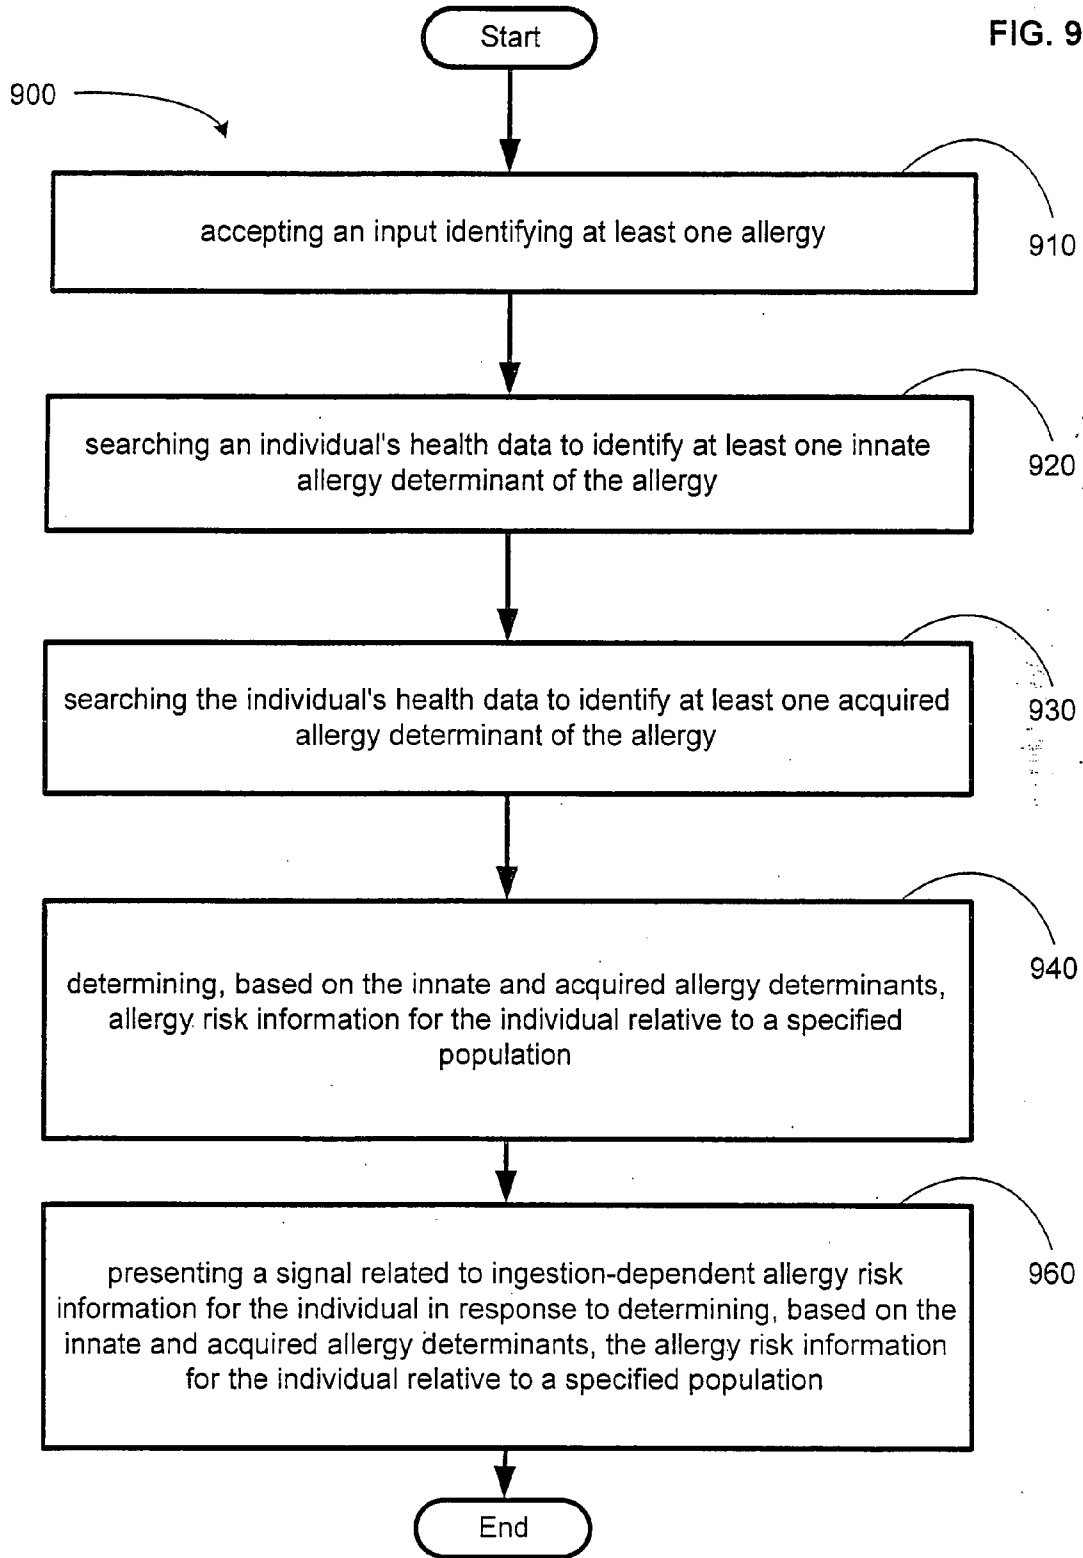 Start
FIG. 9
900
accepting an input identifying at least one allergy
910
searching an individual's health data to identify at least one innate
allergy determinant of the allergy
920
searching the individual's health data to identify at least one acquired
allergy determinant of the allergy
930
determining, based on the innate and acquired allergy determinants,
allergy risk information for the individual relative to a specified
population
940
presenting a signal related to ingestion-dependent allergy risk
information for the individual in response to determining, based on the
innate and acquired allergy determinants, the allergy risk information
for the individual relative to a specified population
960
End